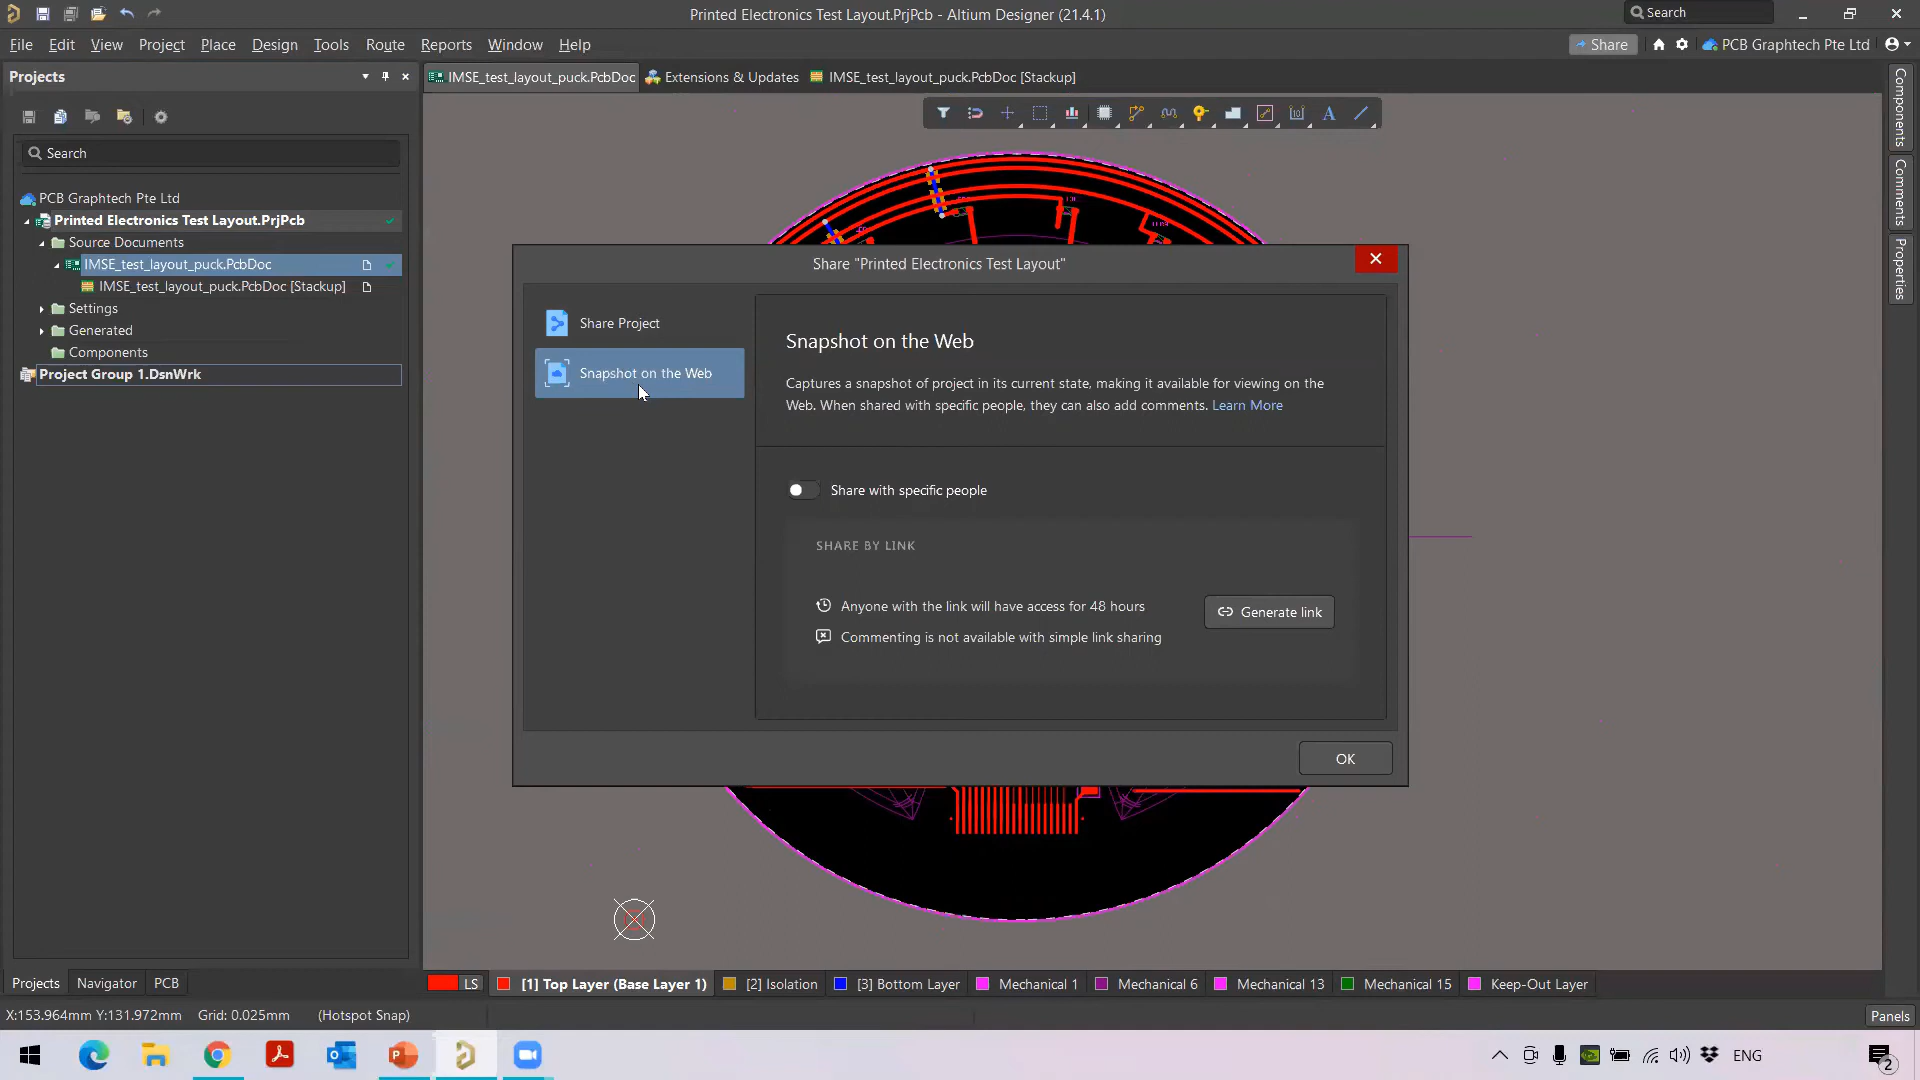 Printed Electronics Test Layout.PrjPcb - Altium Designer (21.4.1)
Search
File Edit View Project Place Design Tools Route Reports Window Help
Share
PCB Graphtech Pte Ltd
Projects
IMSE_test_layout_puck.PcbDoc
Extensions & Updates
IMSE_test_layout_puck.PcbDoc [Stackup]
Search
PCB Graphtech Pte Ltd
Printed Electronics Test Layout.PrjPcb
Source Documents
IMSE_test_layout_puck.PcbDoc
IMSE_test_layout_puck.PcbDoc [Stackup]
Settings
Generated
Components
Project Group 1.DsnWrk
Components
Comments
Properties
Share "Printed Electronics Test Layout"
Share Project
Snapshot on the Web
Snapshot on the Web
Captures a snapshot of project in its current state, making it available for viewing on the
Web. When shared with specific people, they can also add comments. Learn More
Share with specific people
SHARE BY LINK
Anyone with the link will have access for 48 hours
Commenting is not available with simple link sharing
Generate link
OK
Projects Navigator PCB
LS [1] Top Layer (Base Layer 1) [2] Isolation [3] Bottom Layer Mechanical 1 Mechanical 6 Mechanical 13 Mechanical 15 Keep-Out Layer
X:153.964mm Y:131.972mm Grid: 0.025mm (Hotspot Snap)
Panels
ENG
2